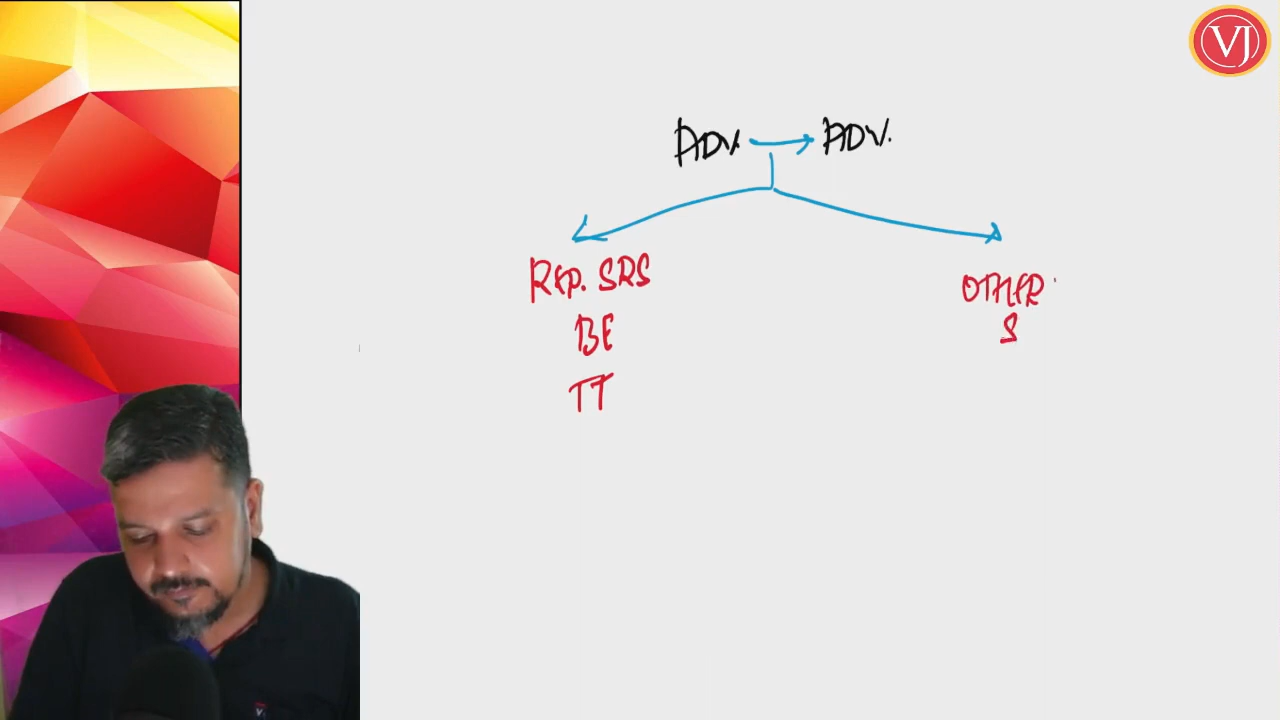 VJ
ADV. → ADV.
REP. SRS
BE
TT
OTHER
S